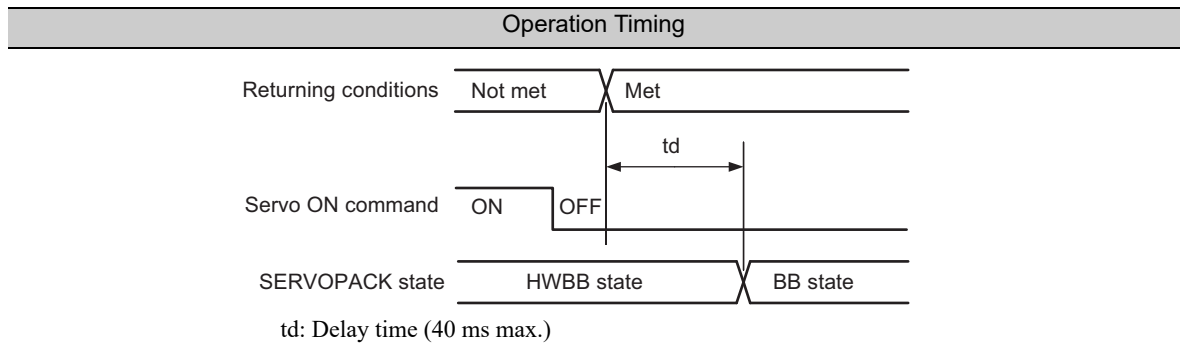 Operation Timing
Returning conditions Not met Met
td
Servo ON command ON OFF
SERVOPACK state HWBB state BB state
td: Delay time (40 ms max.)